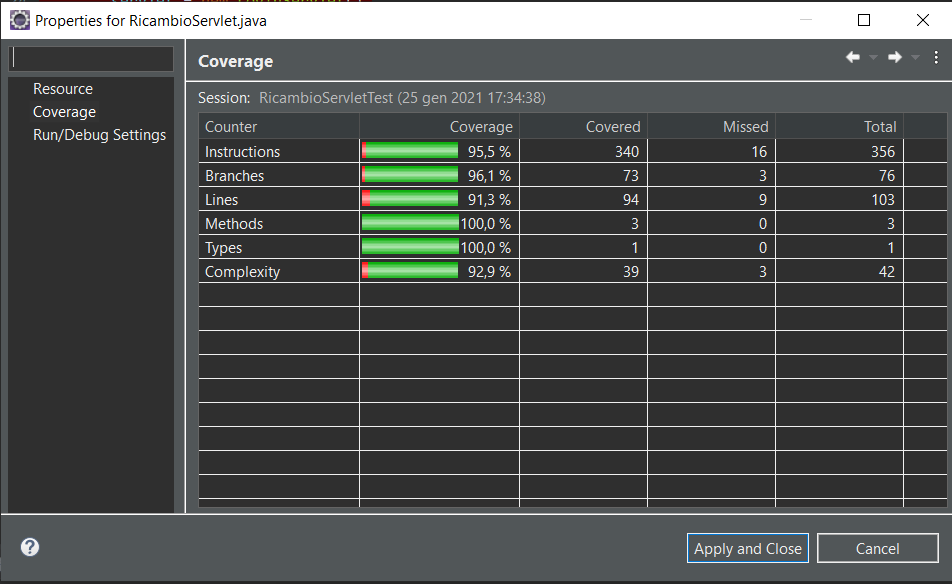 Properties for RicambioServlet.java
Resource
Coverage
Run/Debug Settings
Coverage
Session: RicambioServletTest (25 gen 2021 17:34:38)
Counter Coverage Covered Missed Total
Instructions 95,5 % 340 16 356
Branches 96,1 % 73 3 76
Lines 91,3 % 94 9 103
Methods 100,0 % 3 0 3
Types 100,0 % 1 0 1
Complexity 92,9 % 39 3 42
Apply and Close Cancel